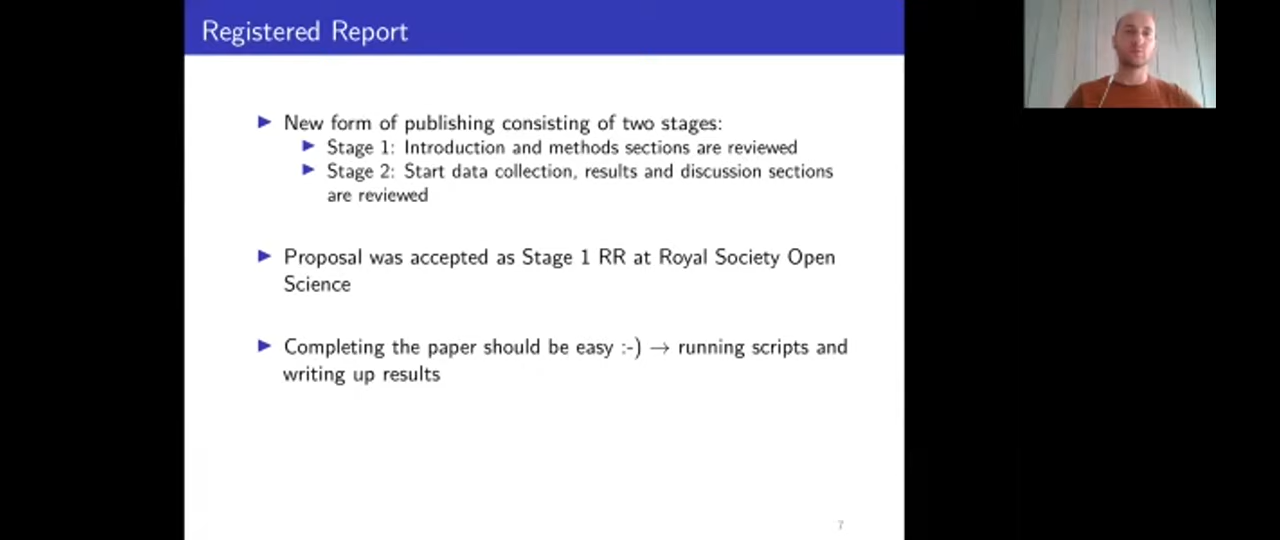 Registered Report
▶ New form of publishing consisting of two stages:
▶ Stage 1: Introduction and methods sections are reviewed
▶ Stage 2: Start data collection, results and discussion sections
are reviewed
▶ Proposal was accepted as Stage 1 RR at Royal Society Open
Science
▶ Completing the paper should be easy :-) → running scripts and
writing up results
7